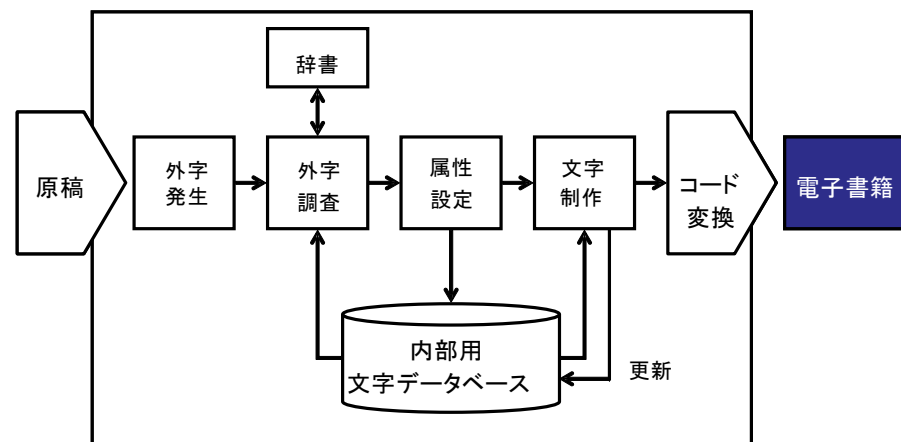 辞書
原稿
外字
発生
外字
調査
属性
設定
文字
制作
コード
変換
電子書籍
内部用
文字データベース
更新